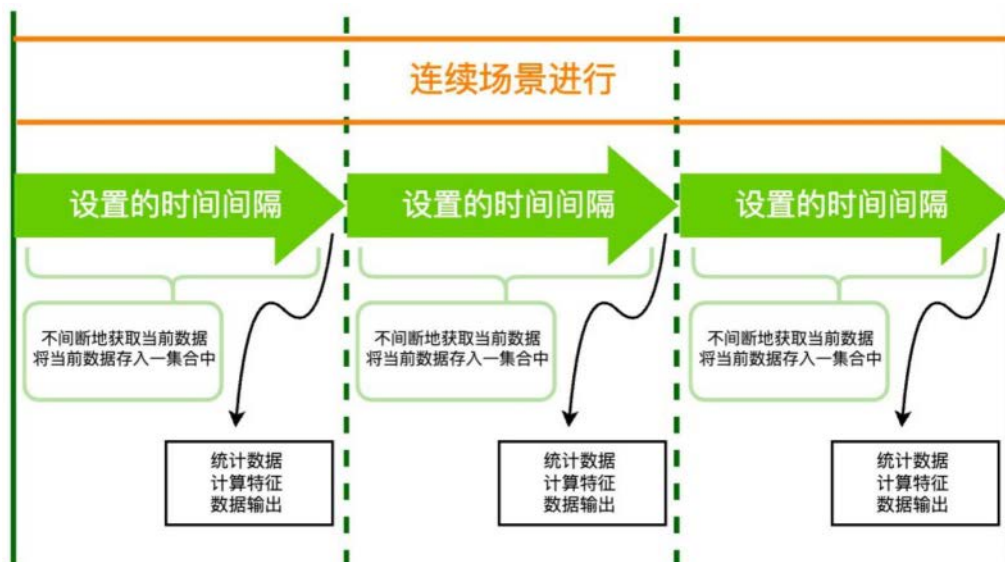 连续场景进行
设置的时间间隔
设置的时间间隔
设置的时间间隔
不间断地获取当前数据
将当前数据存入一集合中
不间断地获取当前数据
将当前数据存入一集合中
不间断地获取当前数据
将当前数据存入一集合中
统计数据
计算特征
数据输出
统计数据
计算特征
数据输出
统计数据
计算特征
数据输出